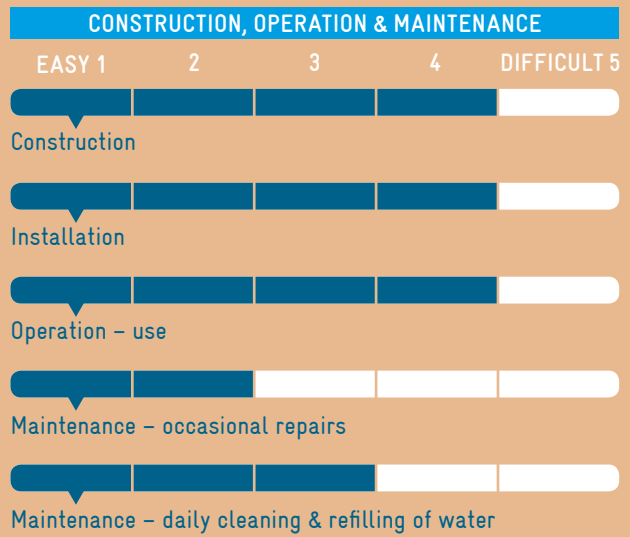 CONSTRUCTION, OPERATION & MAINTENANCE
EASY 1 2 3 4 DIFFICULT 5
Construction
Installation
Operation – use
Maintenance – occasional repairs
Maintenance – daily cleaning & refilling of water